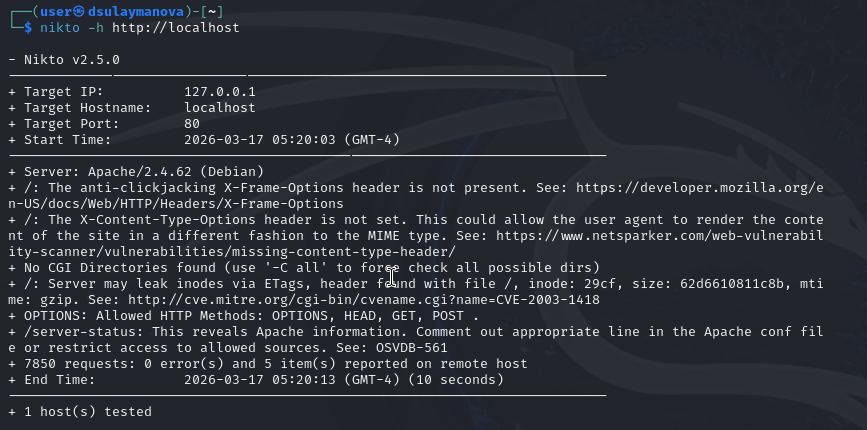 ┌──(user㉿dsulaymanova)-[~]
└─$ nikto -h http://localhost
- Nikto v2.5.0
+ Target IP:          127.0.0.1
+ Target Hostname:    localhost
+ Target Port:        80
+ Start Time:         2026-03-17 05:20:03 (GMT-4)
+ Server: Apache/2.4.62 (Debian)
+ /: The anti-clickjacking X-Frame-Options header is not present. See: https://developer.mozilla.org/e
n-US/docs/Web/HTTP/Headers/X-Frame-Options
+ /: The X-Content-Type-Options header is not set. This could allow the user agent to render the conte
nt of the site in a different fashion to the MIME type. See: https://www.netsparker.com/web-vulnerabil
ity-scanner/vulnerabilities/missing-content-type-header/
+ No CGI Directories found (use '-C all' to force check all possible dirs)
+ /: Server may leak inodes via ETags, header found with file /, inode: 29cf, size: 62d6610811c8b, mti
me: gzip. See: http://cve.mitre.org/cgi-bin/cvename.cgi?name=CVE-2003-1418
+ OPTIONS: Allowed HTTP Methods: OPTIONS, HEAD, GET, POST .
+ /server-status: This reveals Apache information. Comment out appropriate line in the Apache conf fil
e or restrict access to allowed sources. See: OSVDB-561
+ 7850 requests: 0 error(s) and 5 item(s) reported on remote host
+ End Time:           2026-03-17 05:20:13 (GMT-4) (10 seconds)
+ 1 host(s) tested